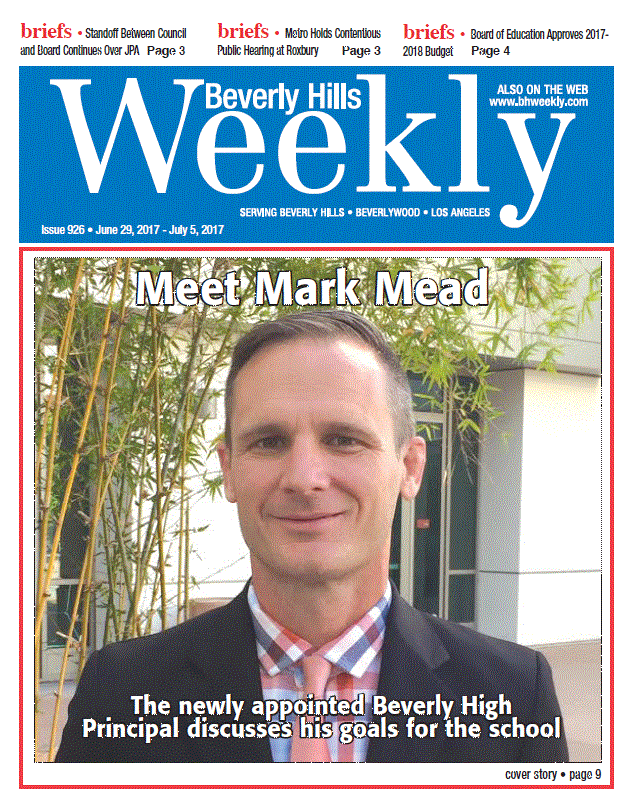 briefs • Standoff Between Council
and Board Continues Over JPA Page 3
briefs • Metro Holds Contentious
Public Hearing at Roxbury Page 3
briefs • Board of Education Approves 2017-
2018 Budget Page 4
Beverly Hills
Weekly
ALSO ON THE WEB
www.bhweekly.com
SERVING BEVERLY HILLS • BEVERLYWOOD • LOS ANGELES
Issue 926 • June 29, 2017 - July 5, 2017
Meet Mark Mead
The newly appointed Beverly High
Principal discusses his goals for the school
cover story • page 9